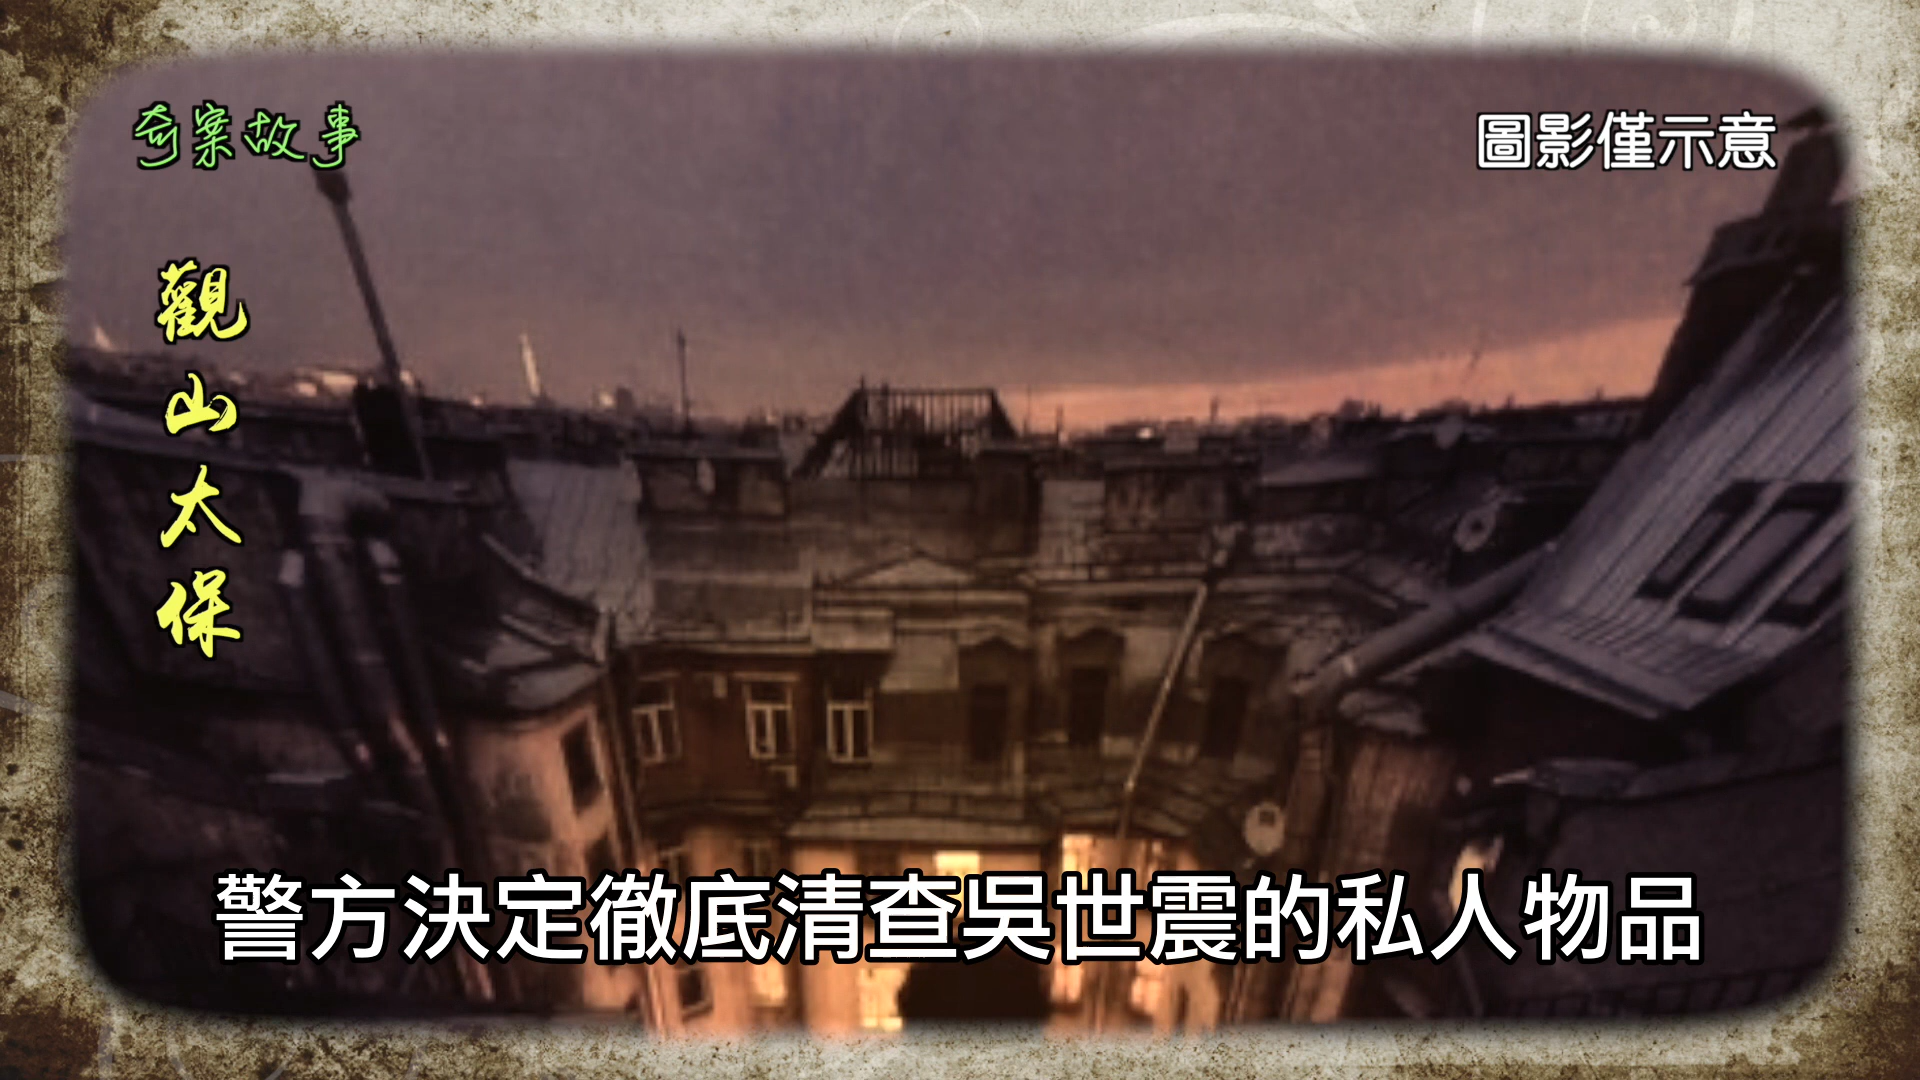 奇案故事
圖影僅示意
觀山太保
警方決定徹底清查吳世震的私人物品